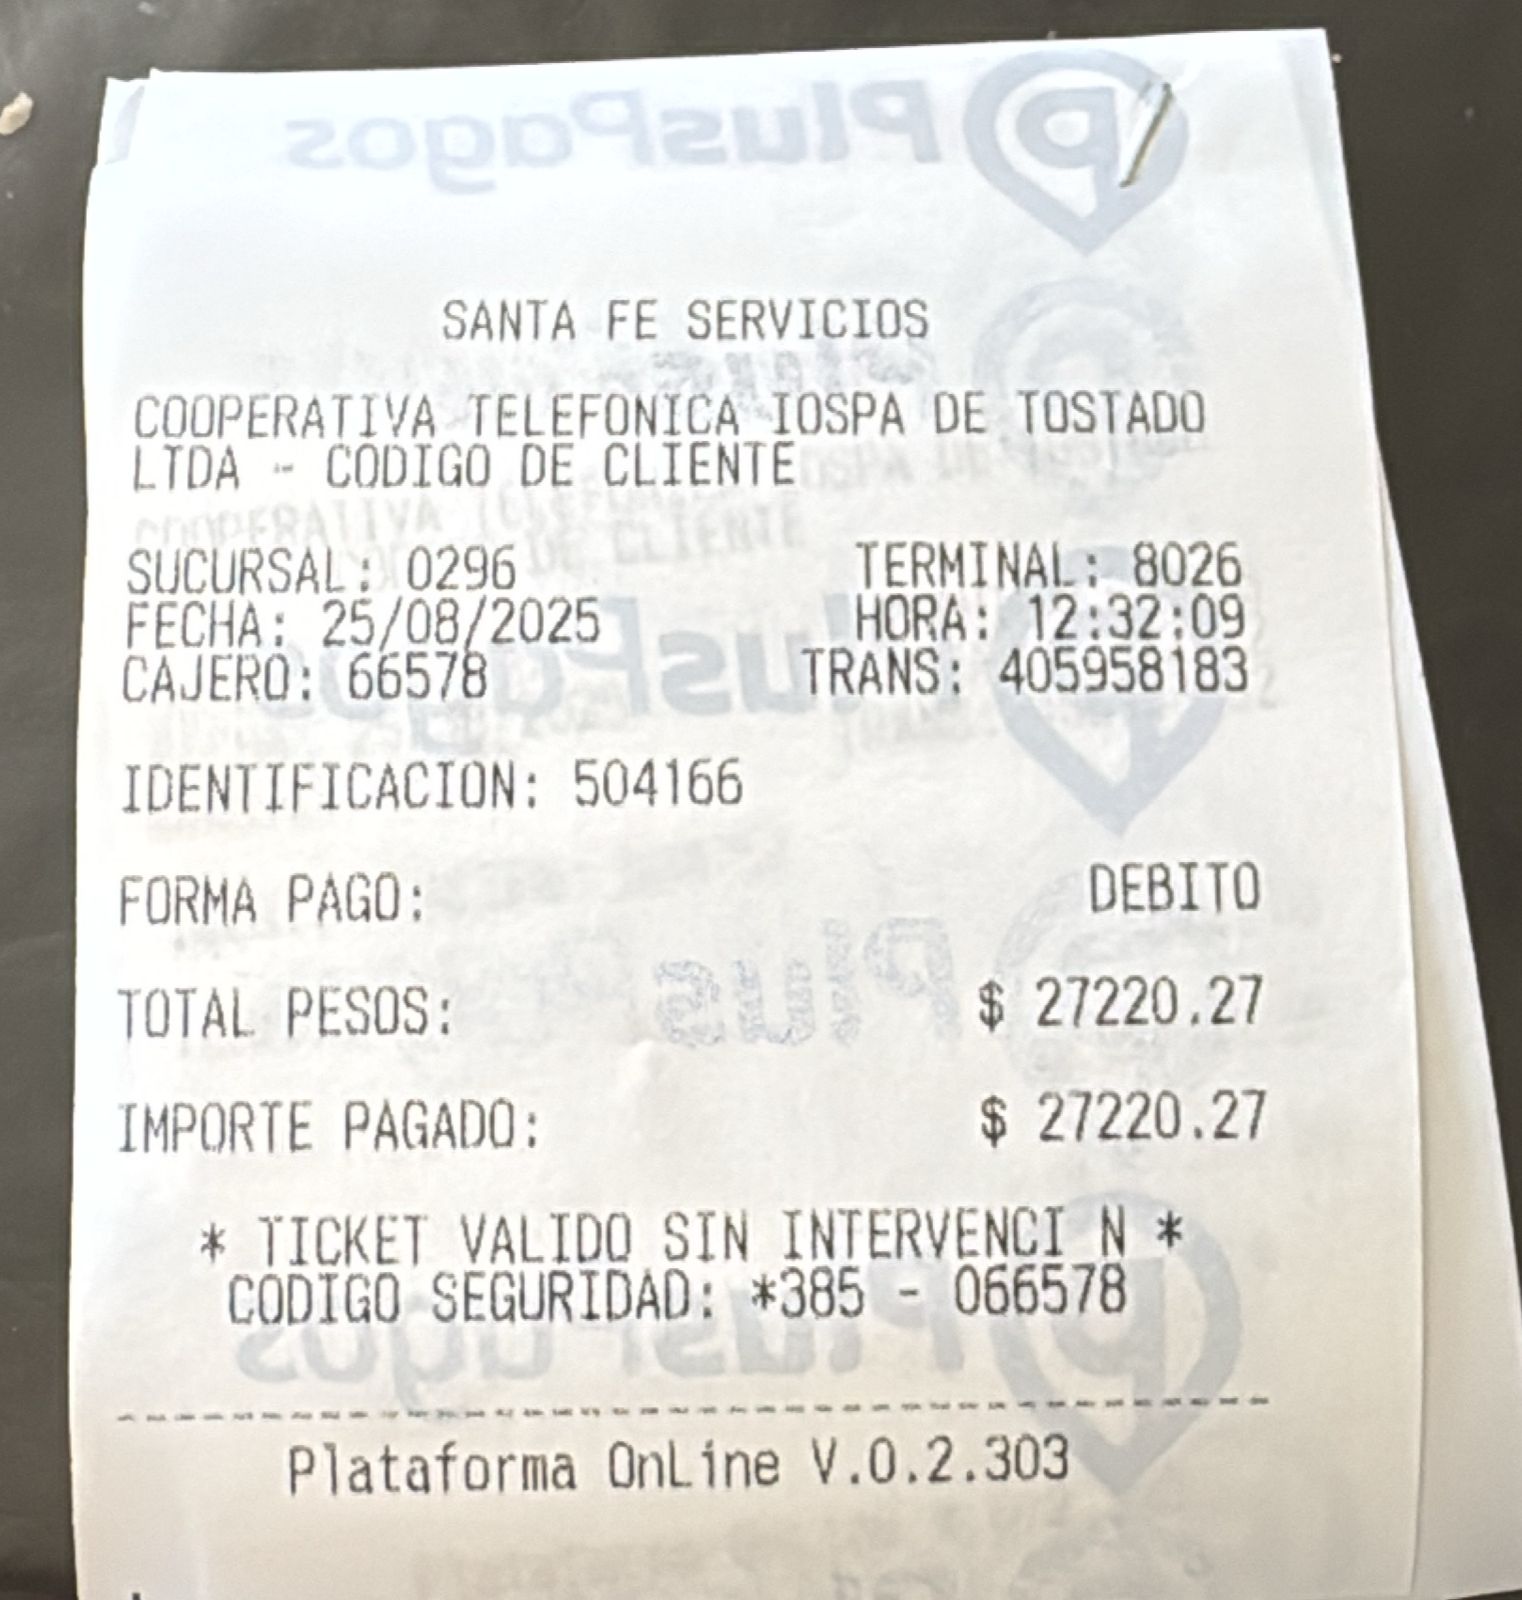 PlusPagos
SANTA FE SERVICIOS
COOPERATIVA TELEFONICA IOSPA DE TOSTADO
LTDA - CODIGO DE CLIENTE
SUCURSAL: 0296 TERMINAL: 8026
FECHA: 25/08/2025 HORA: 12:32:09
CAJERO: 66578 TRANS: 405958183
IDENTIFICACION: 504166
FORMA PAGO: DEBITO
TOTAL PESOS: $ 27220.27
IMPORTE PAGADO: $ 27220.27
* TICKET VALIDO SIN INTERVENCI N *
CODIGO SEGURIDAD: *385 - 066578
PlusPagos
Plataforma OnLine V.0.2.303